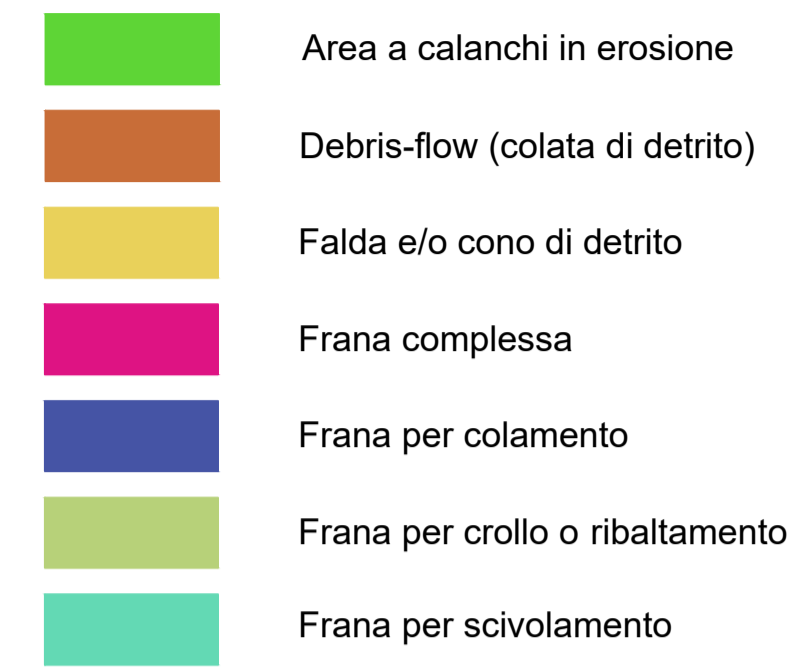 Area a calanchi in erosione
Debris-flow (colata di detrito)
Falda e/o cono di detrito
Frana complessa
Frana per colamento
Frana per crollo o ribaltamento
Frana per scivolamento